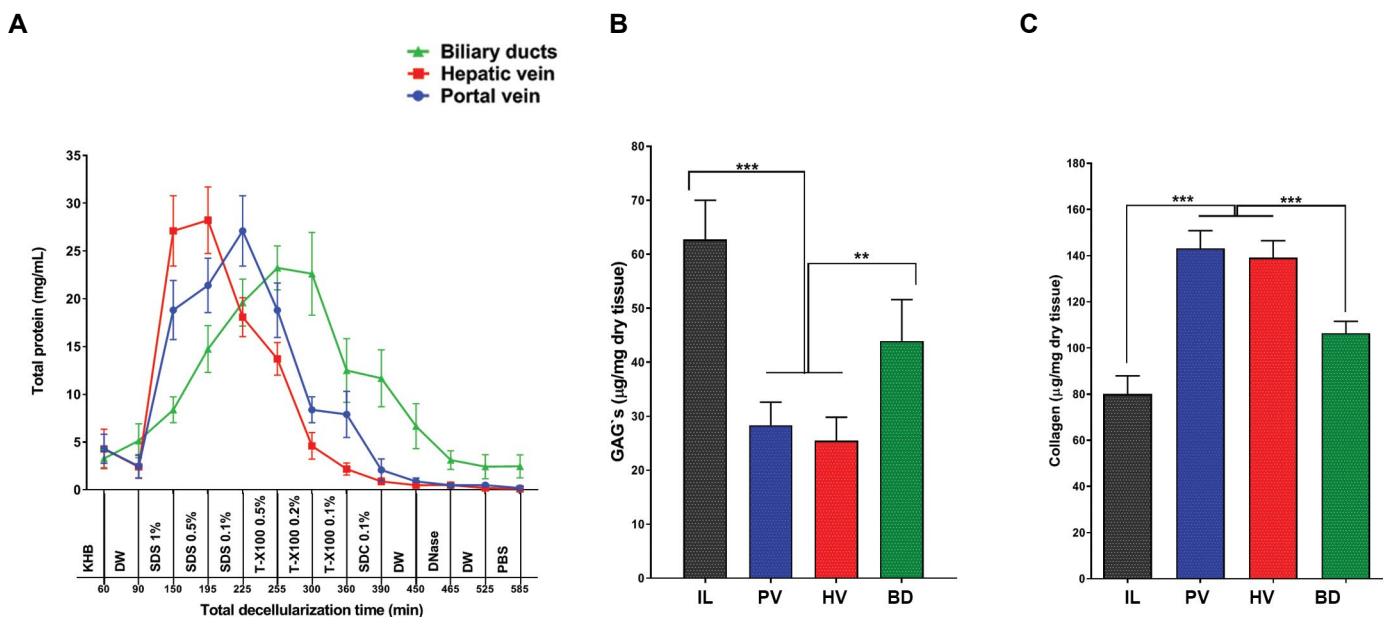 A
B
C
Biliary ducts
Hepatic vein
Portal vein
Total protein (mg/mL)
35
30
25
20
15
10
5
0
KHB
DW
SDS 1%
SDS 0.5%
SDS 0.1%
T-X100 0.5%
T-X100 0.2%
T-X100 0.1%
SDC 0.1%
DW
DNase
DW
PBS
60 90 150 195 225 255 300 360 390 450 465 525 585
Total decellularization time (min)
GAG`s (µg/mg dry tissue)
80
70
60
50
40
30
20
10
0
***
**
IL PV HV BD
Collagen (µg/mg dry tissue)
180
160
140
120
100
80
60
40
20
0
*** ***
IL PV HV BD